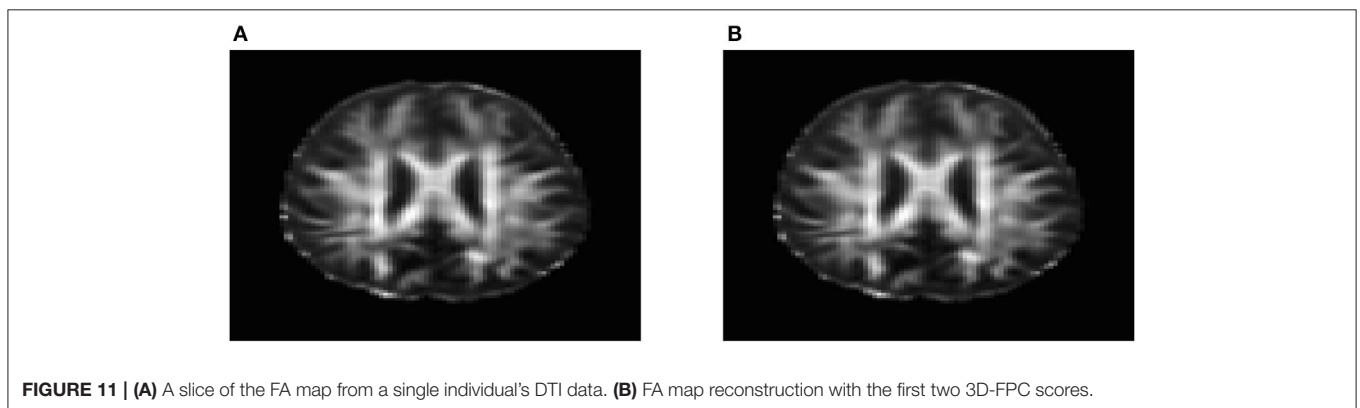 A
B
FIGURE 11 | (A) A slice of the FA map from a single individual's DTI data. (B) FA map reconstruction with the first two 3D-FPC scores.